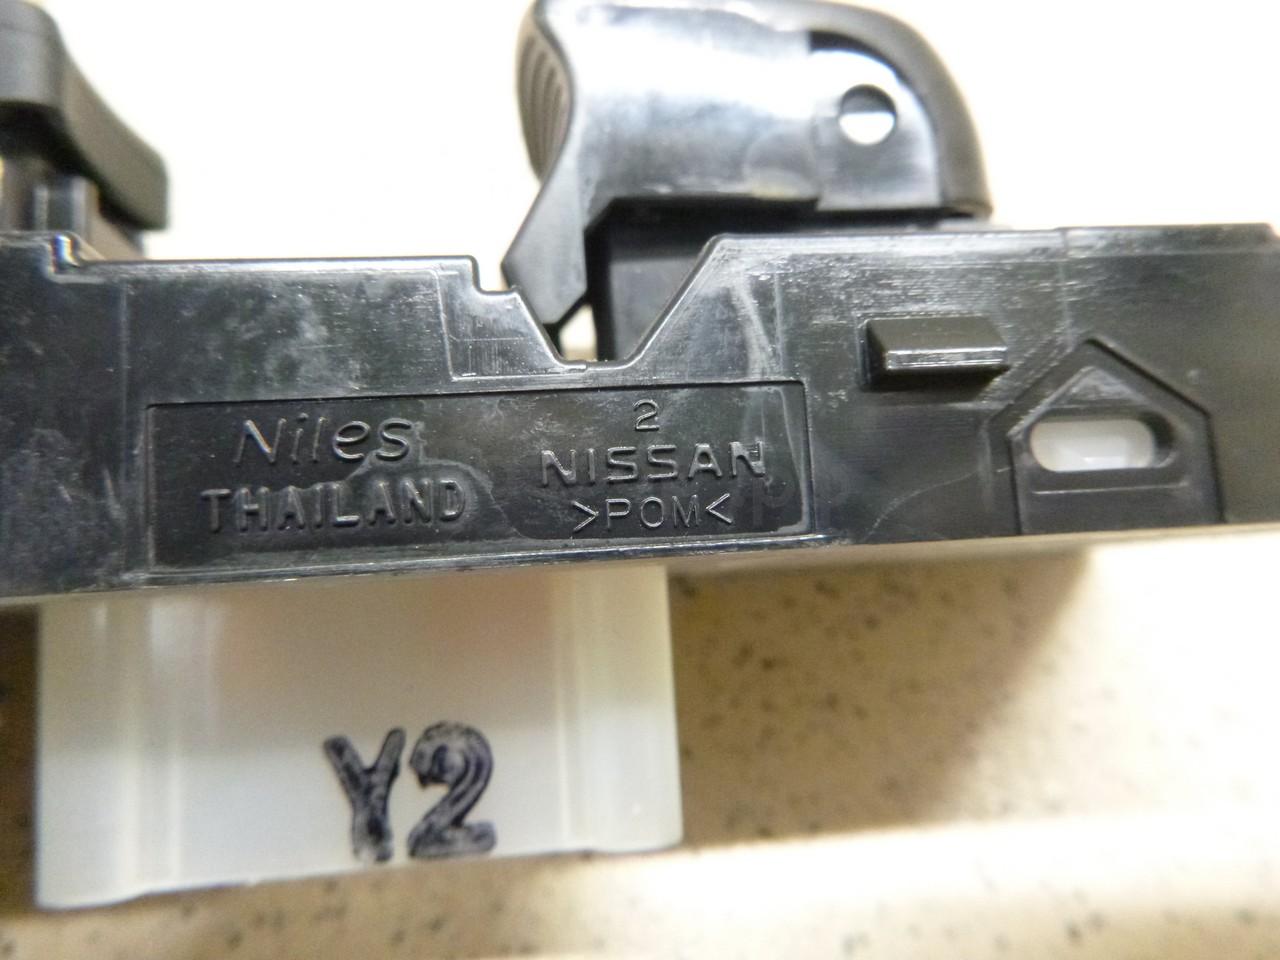 Niles
THAILAND
2
NISSAN
>POM<
Y2